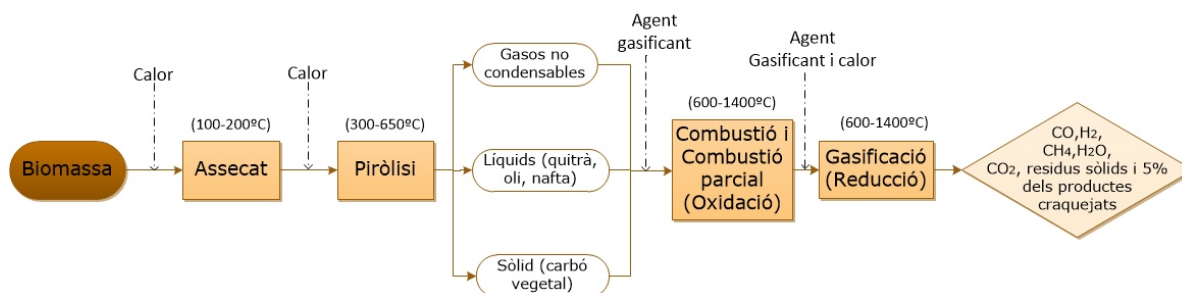 Biomassa
Calor
(100-200ºC)
Assecat
Calor
(300-650ºC)
Piròlisi
Gasos no
condensables
Líquids (quitrà,
oli, nafta)
Sòlid (carbó
vegetal)
Agent
gasificant
(600-1400ºC)
Combustió i
Combustió
parcial
(Oxidació)
Agent
Gasificant i calor
(600-1400ºC)
Gasificació
(Reducció)
CO,H2,
CH4,H2O,
CO2, residus sòlids i 5%
dels productes
craquejats